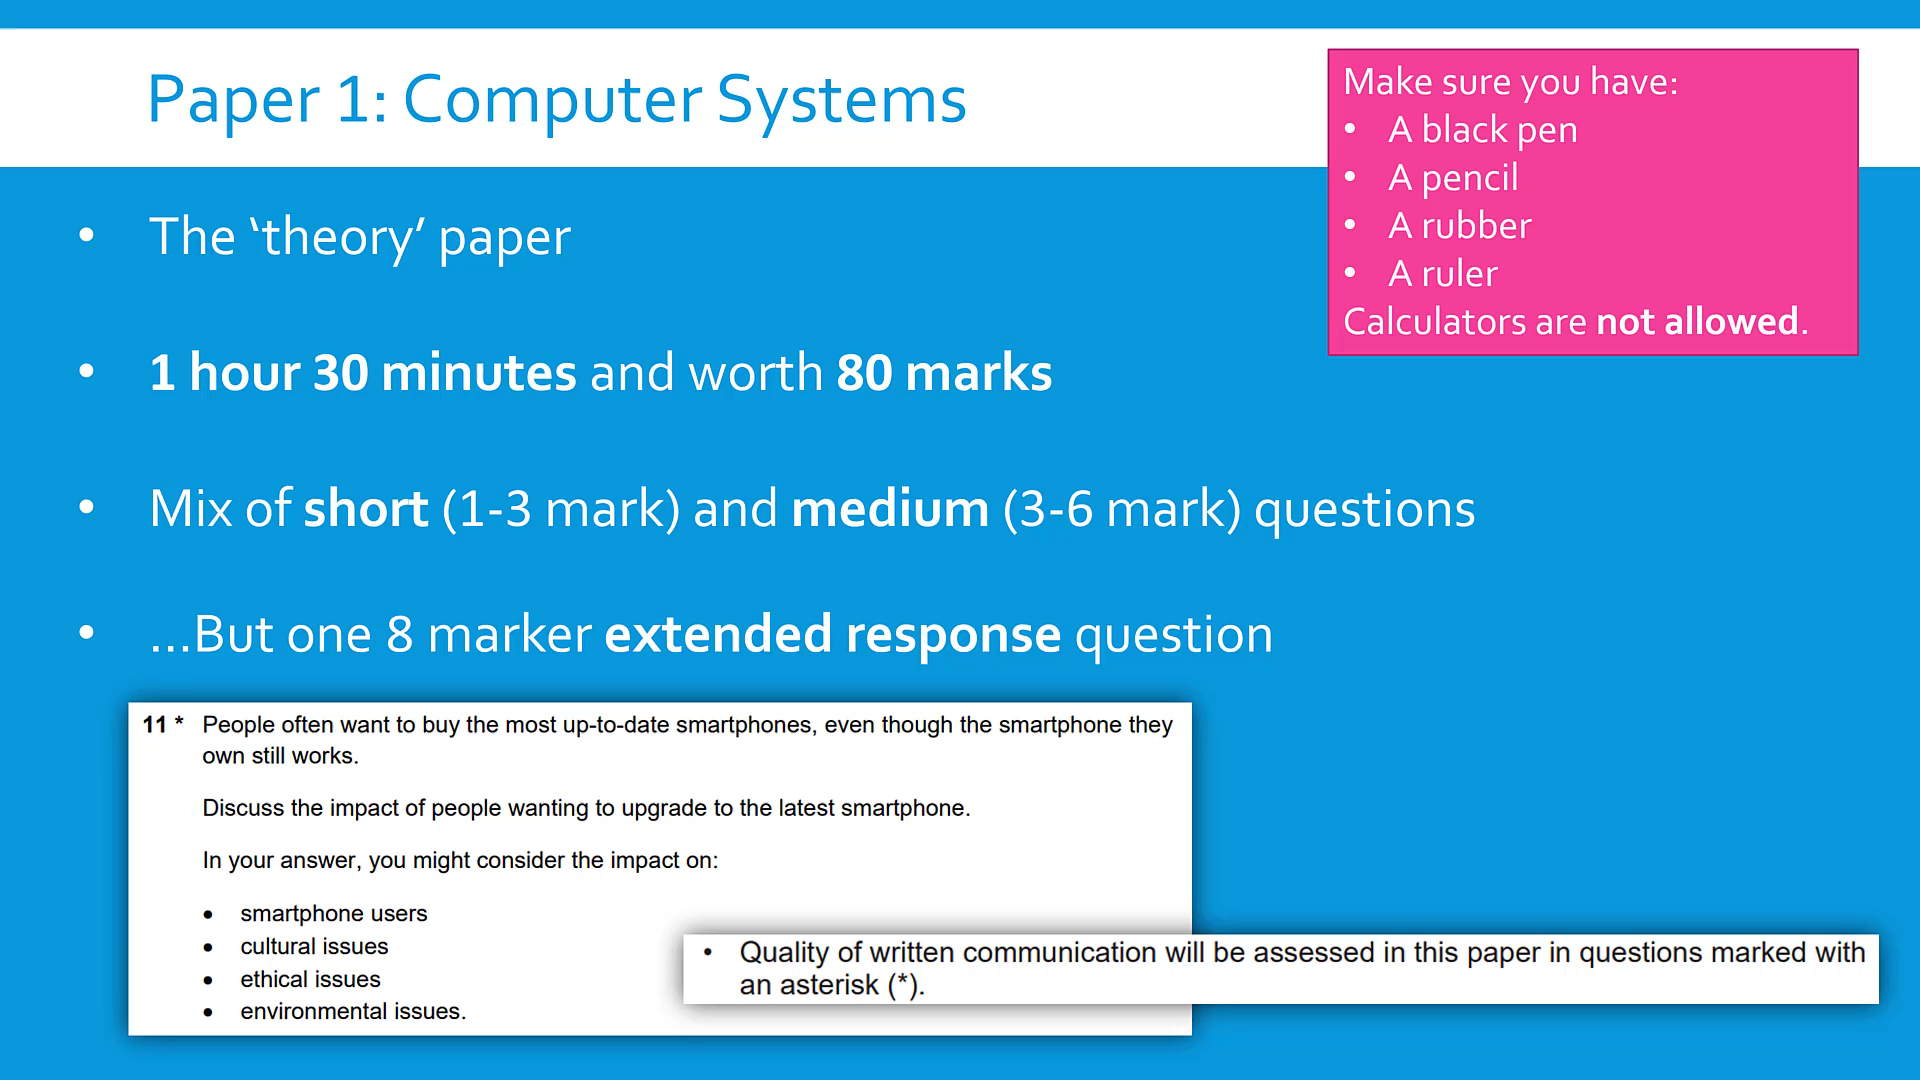 Paper 1: Computer Systems
Make sure you have:
• A black pen
• A pencil
• A rubber
• A ruler
Calculators are not allowed.
• The ‘theory’ paper
• 1 hour 30 minutes and worth 80 marks
• Mix of short (1-3 mark) and medium (3-6 mark) questions
• ...But one 8 marker extended response question
11 * People often want to buy the most up-to-date smartphones, even though the smartphone they
own still works.
Discuss the impact of people wanting to upgrade to the latest smartphone.
In your answer, you might consider the impact on:
• smartphone users
• cultural issues
• ethical issues
• environmental issues.
• Quality of written communication will be assessed in this paper in questions marked with
an asterisk (*).